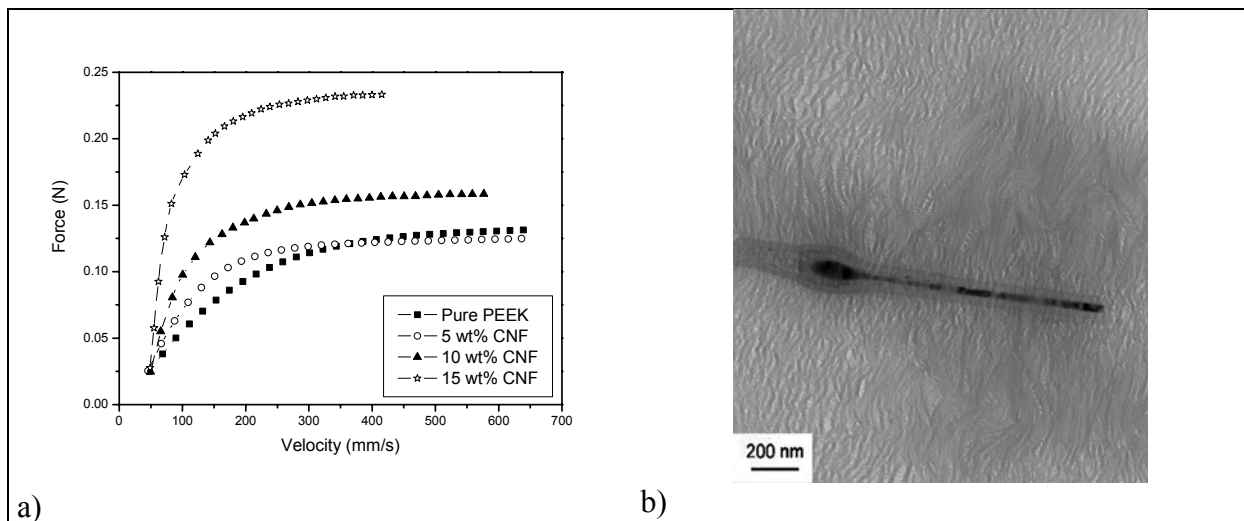 0.25
0.20
0.15
0.10
0.05
0.00
Force (N)
Pure PEEK
5 wt% CNF
10 wt% CNF
15 wt% CNF
0 100 200 300 400 500 600 700
Velocity (mm/s)
a)
200 nm
b)